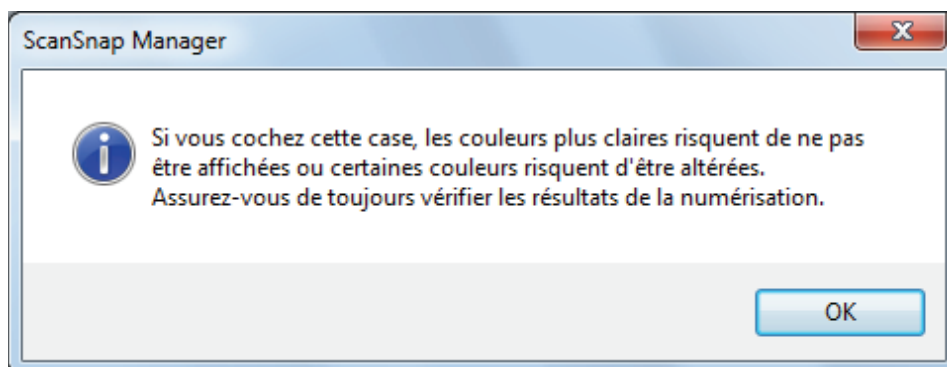 ScanSnap Manager
Si vous cochez cette case, les couleurs plus claires risquent de ne pas
être affichées ou certaines couleurs risquent d'être altérées.
Assurez-vous de toujours vérifier les résultats de la numérisation.
OK